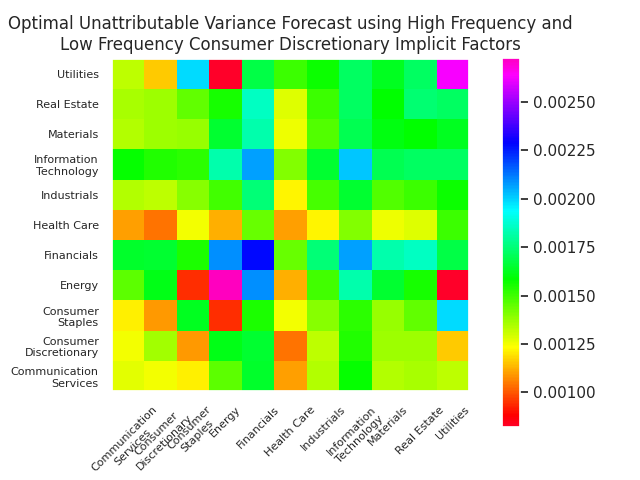 Optimal Unattributable Variance Forecast using High Frequency and
Low Frequency Consumer Discretionary Implicit Factors
Utilities
Real Estate
Materials
Information
Technology
Industrials
Health Care
Financials
Energy
Consumer
Staples
Consumer
Discretionary
Communication
Services
Communication
Services
Consumer
Discretionary
Consumer
Staples
Energy
Financials
Health Care
Industrials
Information
Technology
Materials
Real Estate
Utilities
0.00250
0.00225
0.00200
0.00175
0.00150
0.00125
0.00100